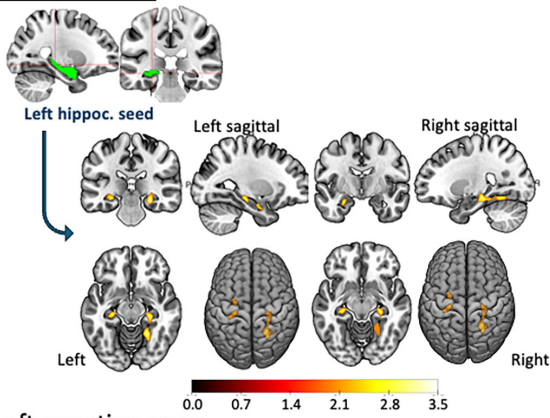 Left hippoc. seed
Left sagittal
Right sagittal
P
R
Left
Right
0.0 0.7 1.4 2.1 2.8 3.5